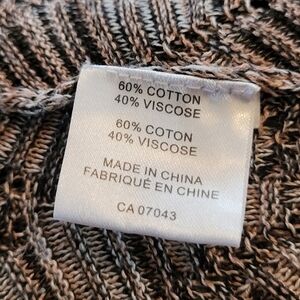 60% COTTON
40% VISCOSE
60% COTON
40% VISCOSE
MADE IN CHINA
FABRIQUÉ EN CHINE
CA 07043